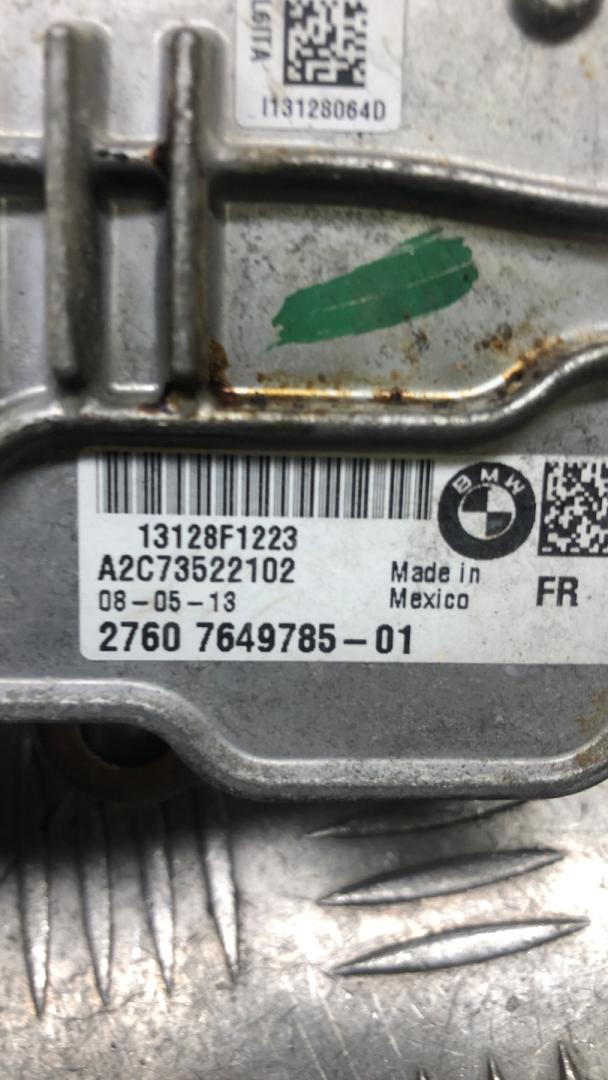 I13128064D
BMW
13128F1223
A2C73522102
Made in
08-05-13
Mexico
FR
2760 7649785-01